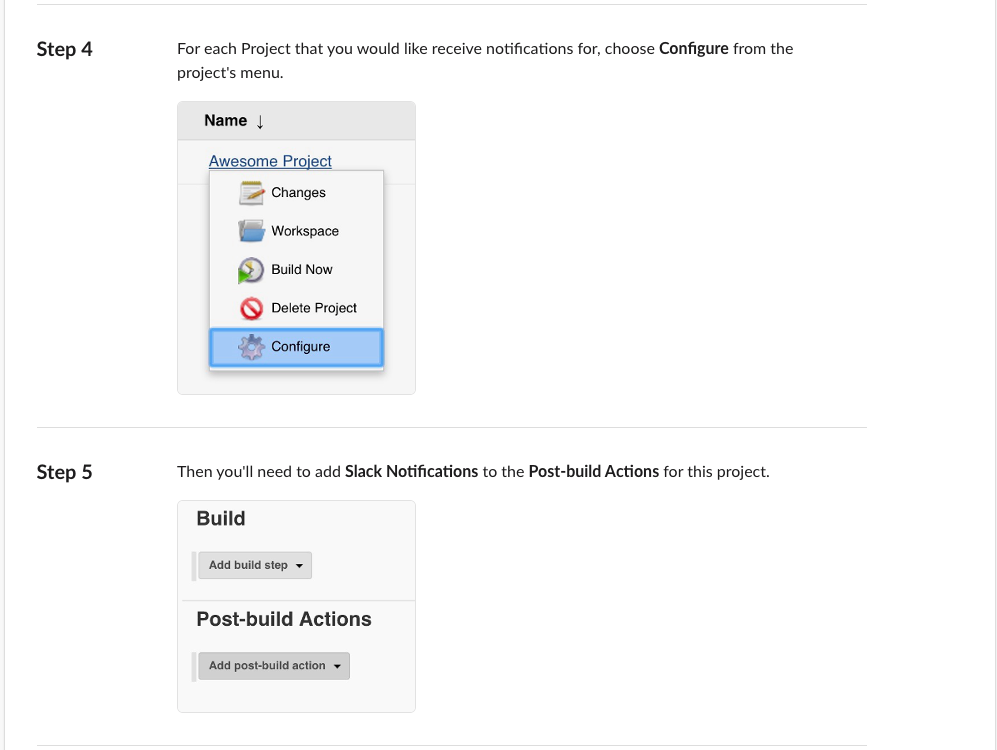 Step 4
For each Project that you would like receive notifications for, choose Configure from the
project's menu.
Name ↓
Awesome Project
Changes
Workspace
Build Now
Delete Project
Configure
Step 5
Then you'll need to add Slack Notifications to the Post-build Actions for this project.
Build
Add build step
Post-build Actions
Add post-build action